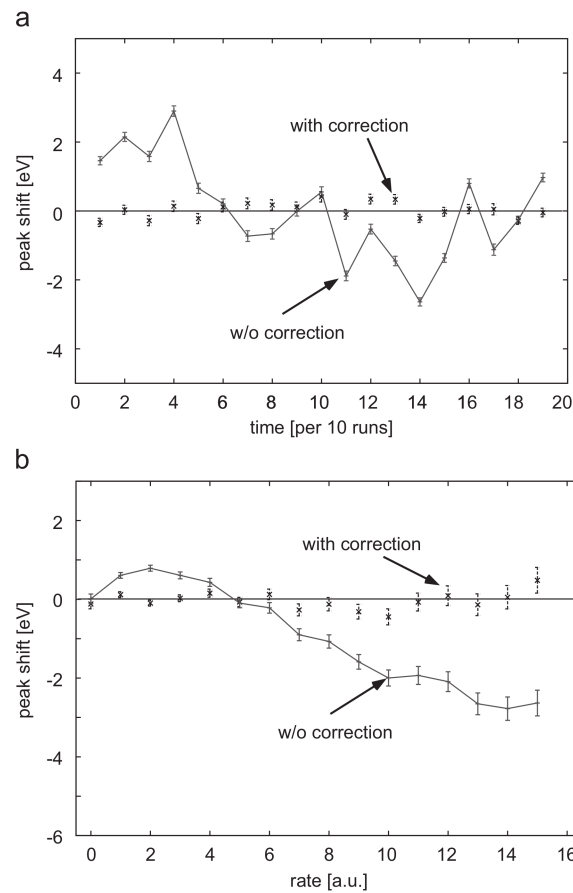 a
4
2
0
-2
-4
peak shift [eV]
with correction
w/o correction
2 4 6 8 10 12 14 16 18 20
time [per 10 runs]
b
2
0
-2
-4
-6
peak shift [eV]
with correction
w/o correction
0 2 4 6 8 10 12 14 16
rate [a.u.]